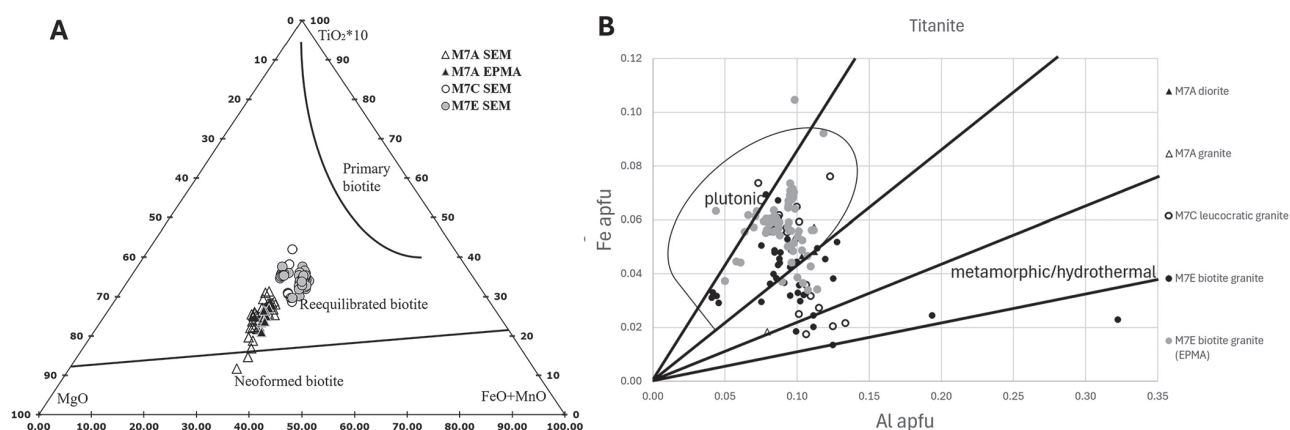 A
0 100
TiO₂*10
10 90
20 80
30 70
40 60
50 50
60 40
70 30
80 20
90 10
100 0
MgO
FeO+MnO
0.00 10.00 20.00 30.00 40.00 50.00 60.00 70.00 80.00 90.00 100.00
M7A SEM
M7A EPMA
M7C SEM
M7E SEM
Primary
biotite
Reequilibrated biotite
Neoformed biotite
B
Titanite
0.12
0.10
0.08
0.06
0.04
0.02
0.00
Fe apfu
plutonic
metamorphic/hydrothermal
0.00 0.05 0.10 0.15 0.20 0.25 0.30 0.35
Al apfu
M7A diorite
M7A granite
M7C leucocratic granite
M7E biotite granite
M7E biotite granite
(EPMA)